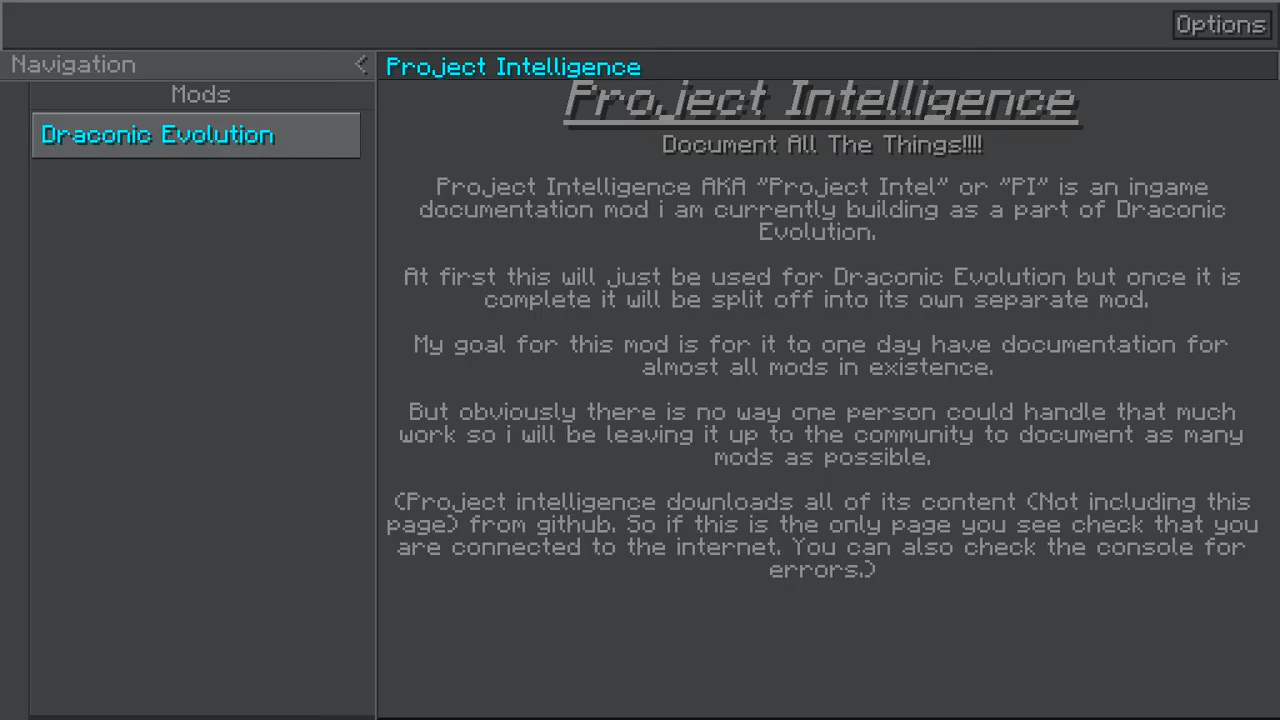 Options
Navigation <
Project Intelligence
Mods
Draconic Evolution
Project Intelligence
Document All The Things!!!!
Project Intelligence AKA "Project Intel" or "PI" is an ingame
documentation mod i am currently building as a part of Draconic
Evolution.
At first this will just be used for Draconic Evolution but once it is
complete it will be split off into its own separate mod.
My goal for this mod is for it to one day have documentation for
almost all mods in existence.
But obviously there is no way one person could handle that much
work so i will be leaving it up to the community to document as many
mods as possible.
(Project intelligence downloads all of its content (Not including this
page) from github. So if this is the only page you see check that you
are connected to the internet. You can also check the console for
errors.)